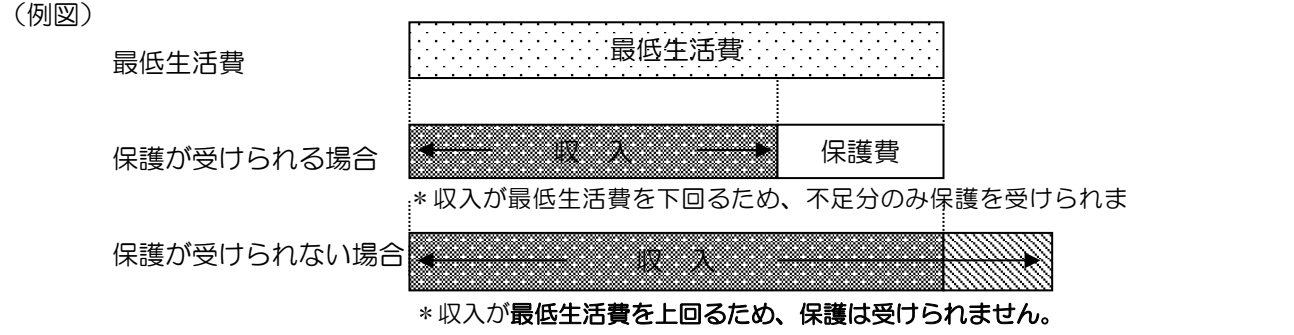 （例図）
最低生活費
最低生活費
保護が受けられる場合
収　入
保護費
＊収入が最低生活費を下回るため、不足分のみ保護を受けられま
保護が受けられない場合
収　入
＊収入が最低生活費を上回るため、保護は受けられません。